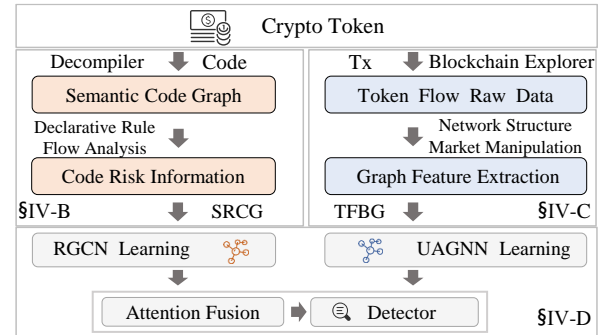 Crypto Token
Decompiler Code
Semantic Code Graph
Declarative Rule
Flow Analysis
Code Risk Information
§IV-B SRCG
Tx Blockchain Explorer
Token Flow Raw Data
Network Structure
Market Manipulation
Graph Feature Extraction
TFBG §IV-C
RGCN Learning
UAGNN Learning
Attention Fusion
Detector
§IV-D